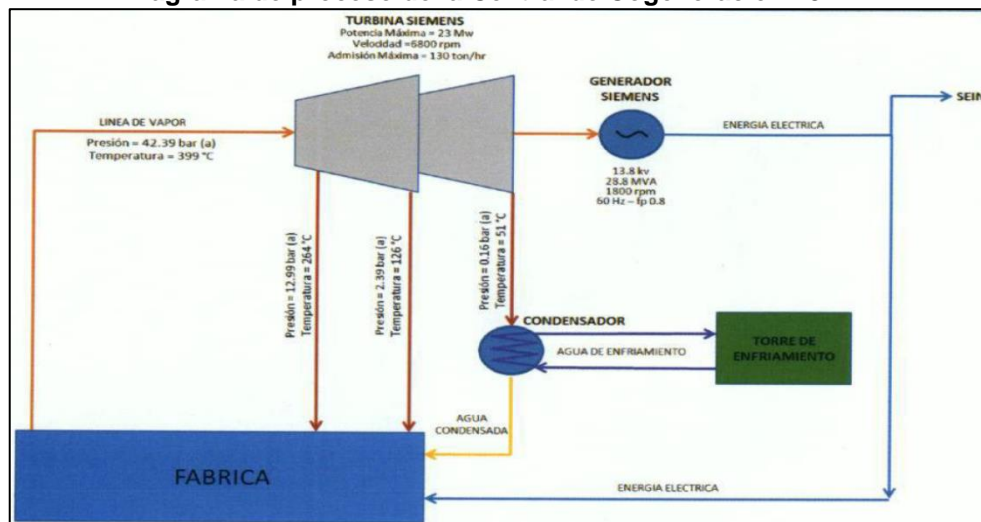 TURBINA SIEMENS
Potencia Máxima = 23 Mw
Velocidad =6800 rpm
Admisión Máxima = 130 ton/hr
GENERADOR
SIEMENS
SEIN
LINEA DE VAPOR
ENERGIA ELECTRICA
Presión = 42.39 bar (a)
Temperatura = 399 °C
13.8 kv
28.8 MVA
1800 rpm
60 Hz – fp 0.8
Presión = 12.99 bar (a)
Temperatura = 264 °C
Presión = 2.39 bar (a)
Temperatura = 126 °C
Presión = 0.16 bar (a)
Temperatura = 51 °C
CONDENSADOR
AGUA DE ENFRIAMIENTO
TORRE DE
ENFRIAMIENTO
AGUA
CONDENSADA
FABRICA
ENERGIA ELECTRICA